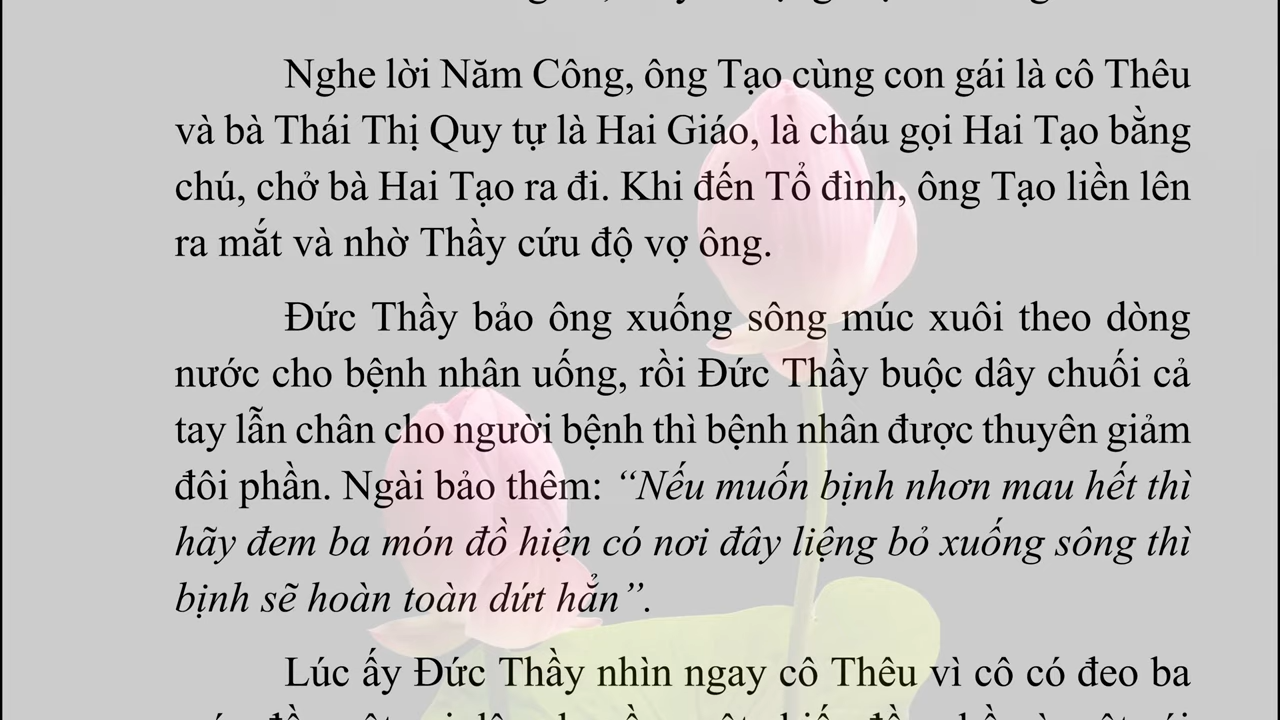 Nghe lời Năm Công, ông Tạo cùng con gái là cô Thêu
và bà Thái Thị Quy tự là Hai Giáo, là cháu gọi Hai Tạo bằng
chú, chở bà Hai Tạo ra đi. Khi đến Tổ đình, ông Tạo liền lên
ra mắt và nhờ Thầy cứu độ vợ ông.
Đức Thầy bảo ông xuống sông múc xuôi theo dòng
nước cho bệnh nhân uống, rồi Đức Thầy buộc dây chuối cả
tay lẫn chân cho người bệnh thì bệnh nhân được thuyên giảm
đôi phần. Ngài bảo thêm: “Nếu muốn bịnh nhơn mau hết thì
hãy đem ba món đồ hiện có nơi đây liệng bỏ xuống sông thì
bịnh sẽ hoàn toàn dứt hẳn”.
Lúc ấy Đức Thầy nhìn ngay cô Thêu vì cô có đeo ba